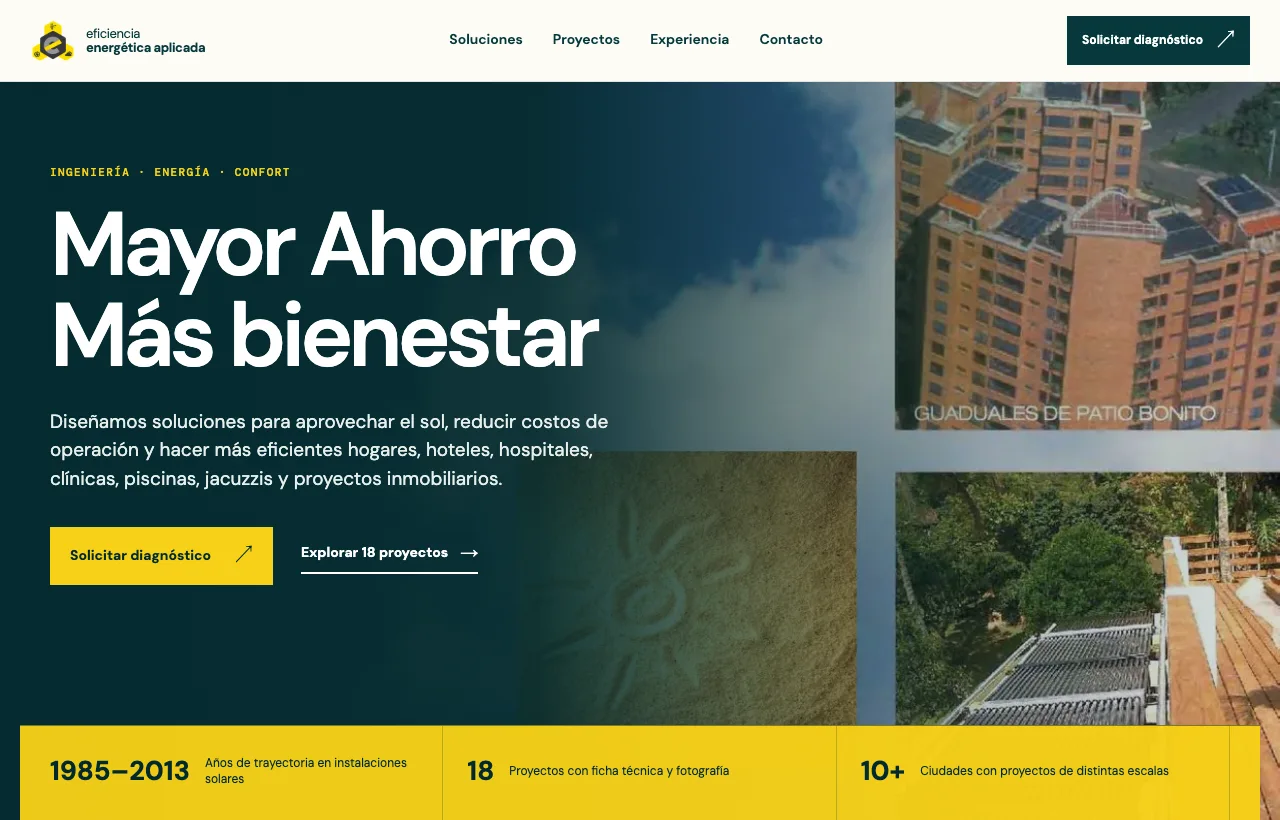 eficiencia
energética aplicada
Soluciones
Proyectos
Experiencia
Contacto
Solicitar diagnóstico
INGENIERÍA · ENERGÍA · CONFORT
Mayor Ahorro
Más bienestar
Diseñamos soluciones para aprovechar el sol, reducir costos de
operación y hacer más eficientes hogares, hoteles, hospitales,
clínicas, piscinas, jacuzzis y proyectos inmobiliarios.
Solicitar diagnóstico
Explorar 18 proyectos
GUADUALES DE PATIO BONITO
1985–2013
Años de trayectoria en instalaciones
solares
18
Proyectos con ficha técnica y fotografía
10+
Ciudades con proyectos de distintas escalas